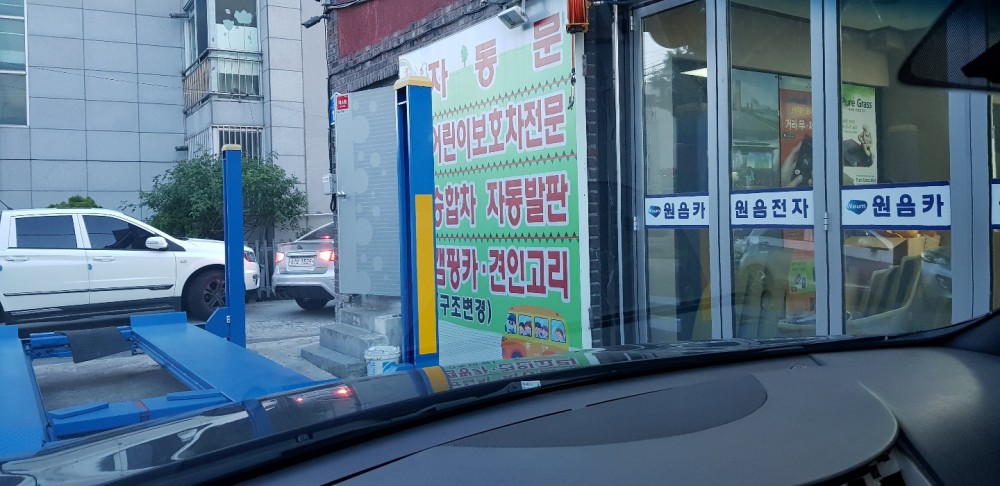 자동문
어린이보호차전문
승합차 자동발판
캠핑카·견인고리
(구조변경)
Pure Grass
원음카
원음전자
원음카